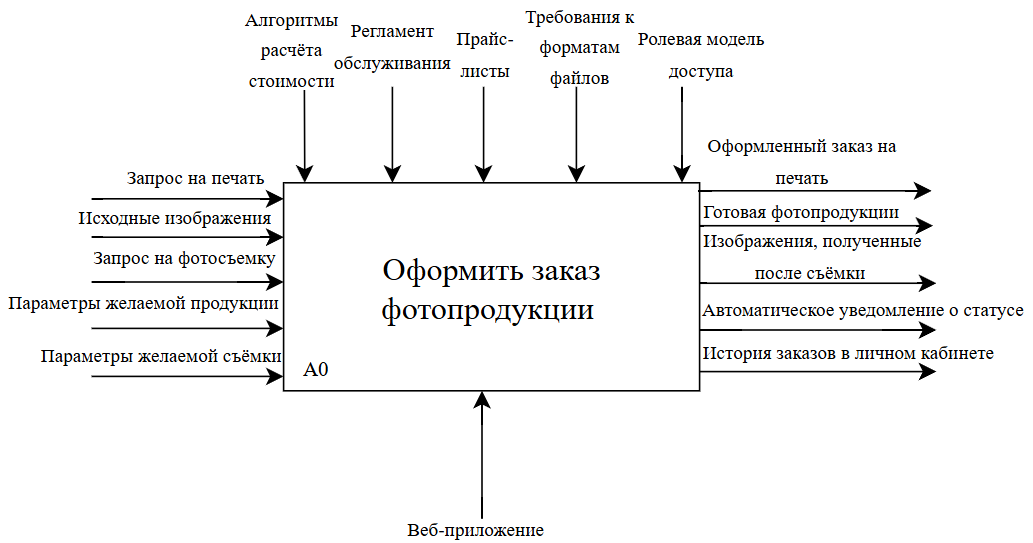 Алгоритмы
расчёта
стоимости
Регламент
обслуживания
Прайс-
листы
Требования к
форматам
файлов
Ролевая модель
доступа
Запрос на печать
Исходные изображения
Запрос на фотосъемку
Параметры желаемой продукции
Параметры желаемой съёмки
Оформить заказ
фотопродукции
A0
Оформленный заказ на
печать
Готовая фотопродукции
Изображения, полученные
после съёмки
Автоматическое уведомление о статусе
История заказов в личном кабинете
Веб-приложение